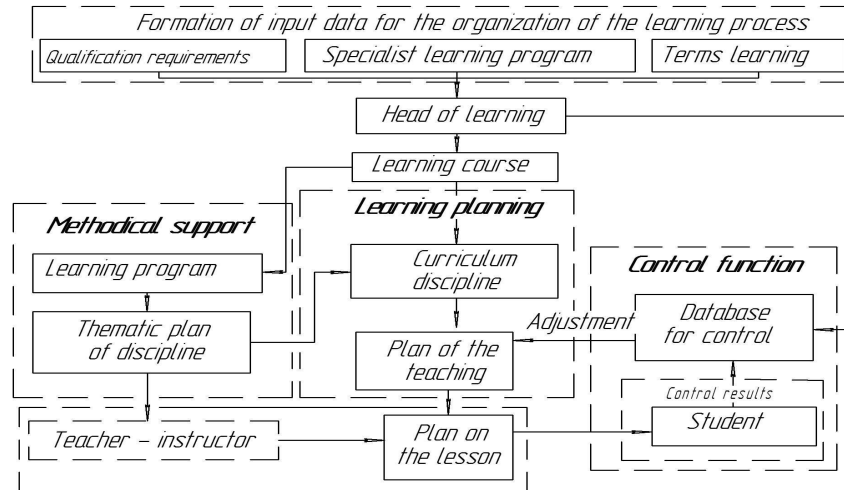 Formation of input data for the organization of the learning process
Qualification requirements
Specialist learning program
Terms learning
Head of learning
Learning course
Methodical support
Learning planning
Learning program
Curriculum
discipline
Control function
Thematic plan
of discipline
Adjustment
Database
for control
Plan of the
teaching
Control results
Student
Teacher – instructor
Plan on
the lesson